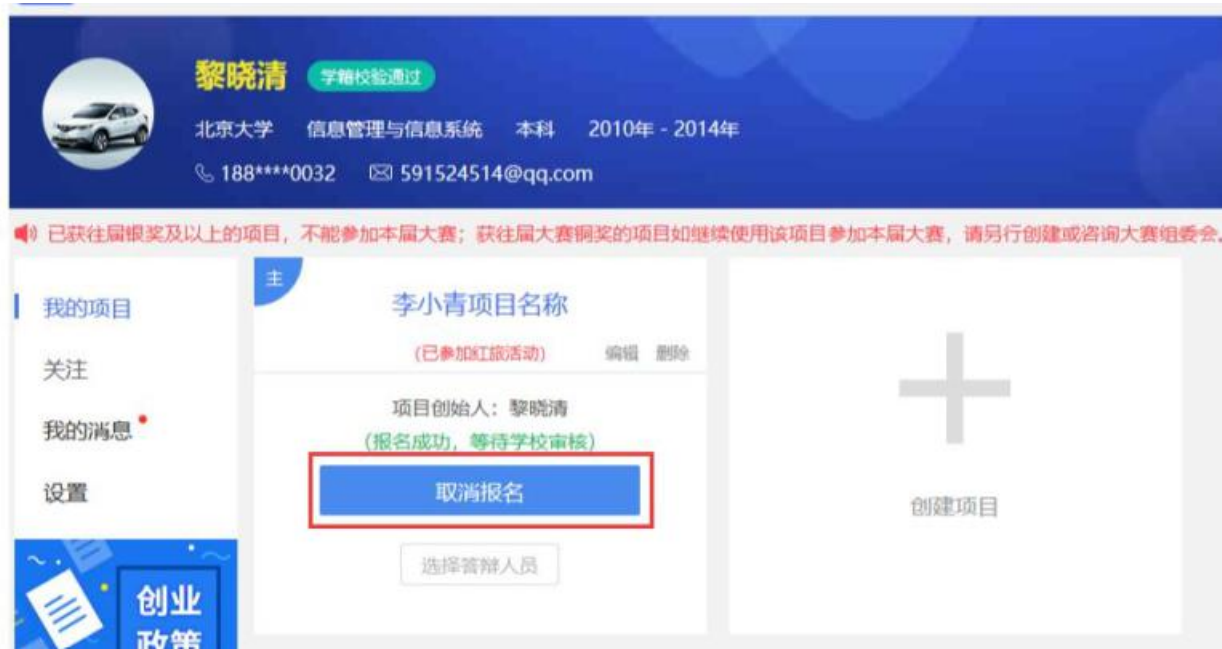 黎晓清 学籍校验通过
北京大学 信息管理与信息系统 本科 2010年 - 2014年
188****0032 591524514@qq.com
已获往届银奖及以上的项目，不能参加本届大赛；获往届大赛铜奖的项目如继续使用该项目参加本届大赛，请另行创建或咨询大赛组委会。
主
李小青项目名称
(已参加红旅活动) 编辑 删除
项目创始人：黎晓清
(报名成功，等待学校审核)
取消报名
选择答辩人员
创建项目
我的项目
关注
我的消息
设置
创业
政策